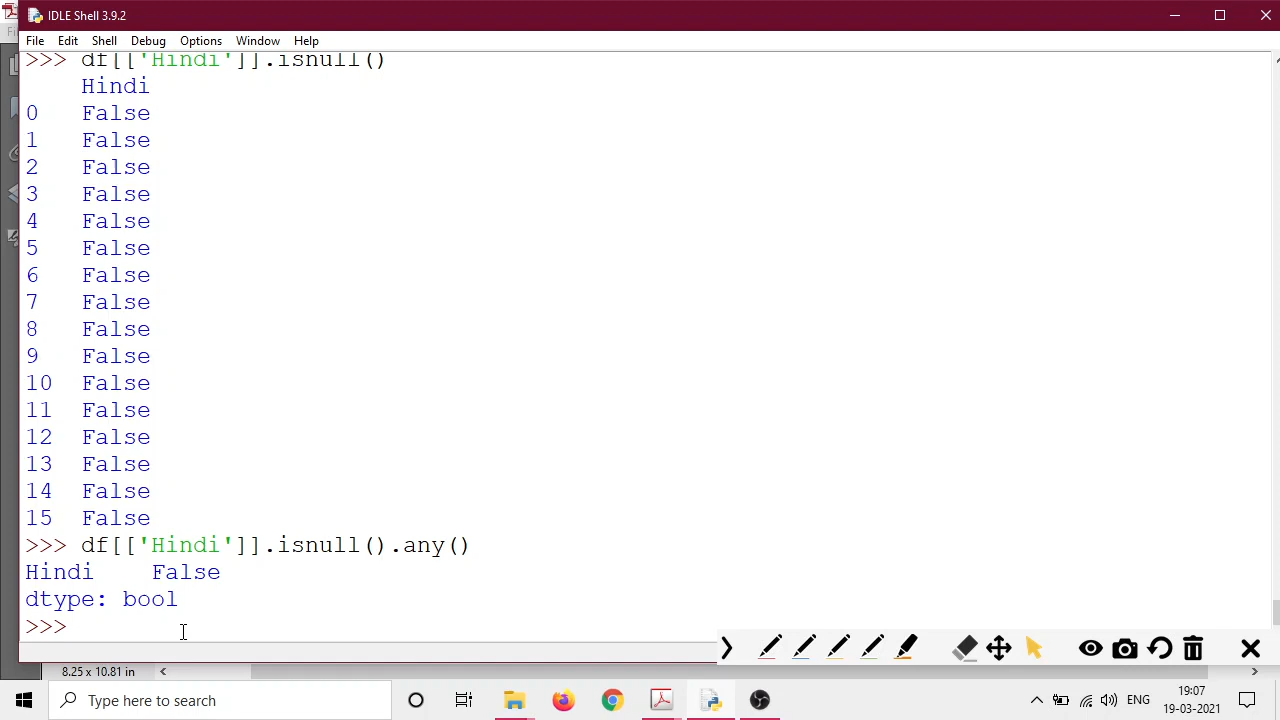 IDLE Shell 3.9.2
File Edit Shell Debug Options Window Help
>>> df[['Hindi']].isnull()
    Hindi
0   False
1   False
2   False
3   False
4   False
5   False
6   False
7   False
8   False
9   False
10  False
11  False
12  False
13  False
14  False
15  False
>>> df[['Hindi']].isnull().any()
Hindi    False
dtype: bool
>>>
8.25 x 10.81 in
Type here to search
ENG
19:07
19-03-2021